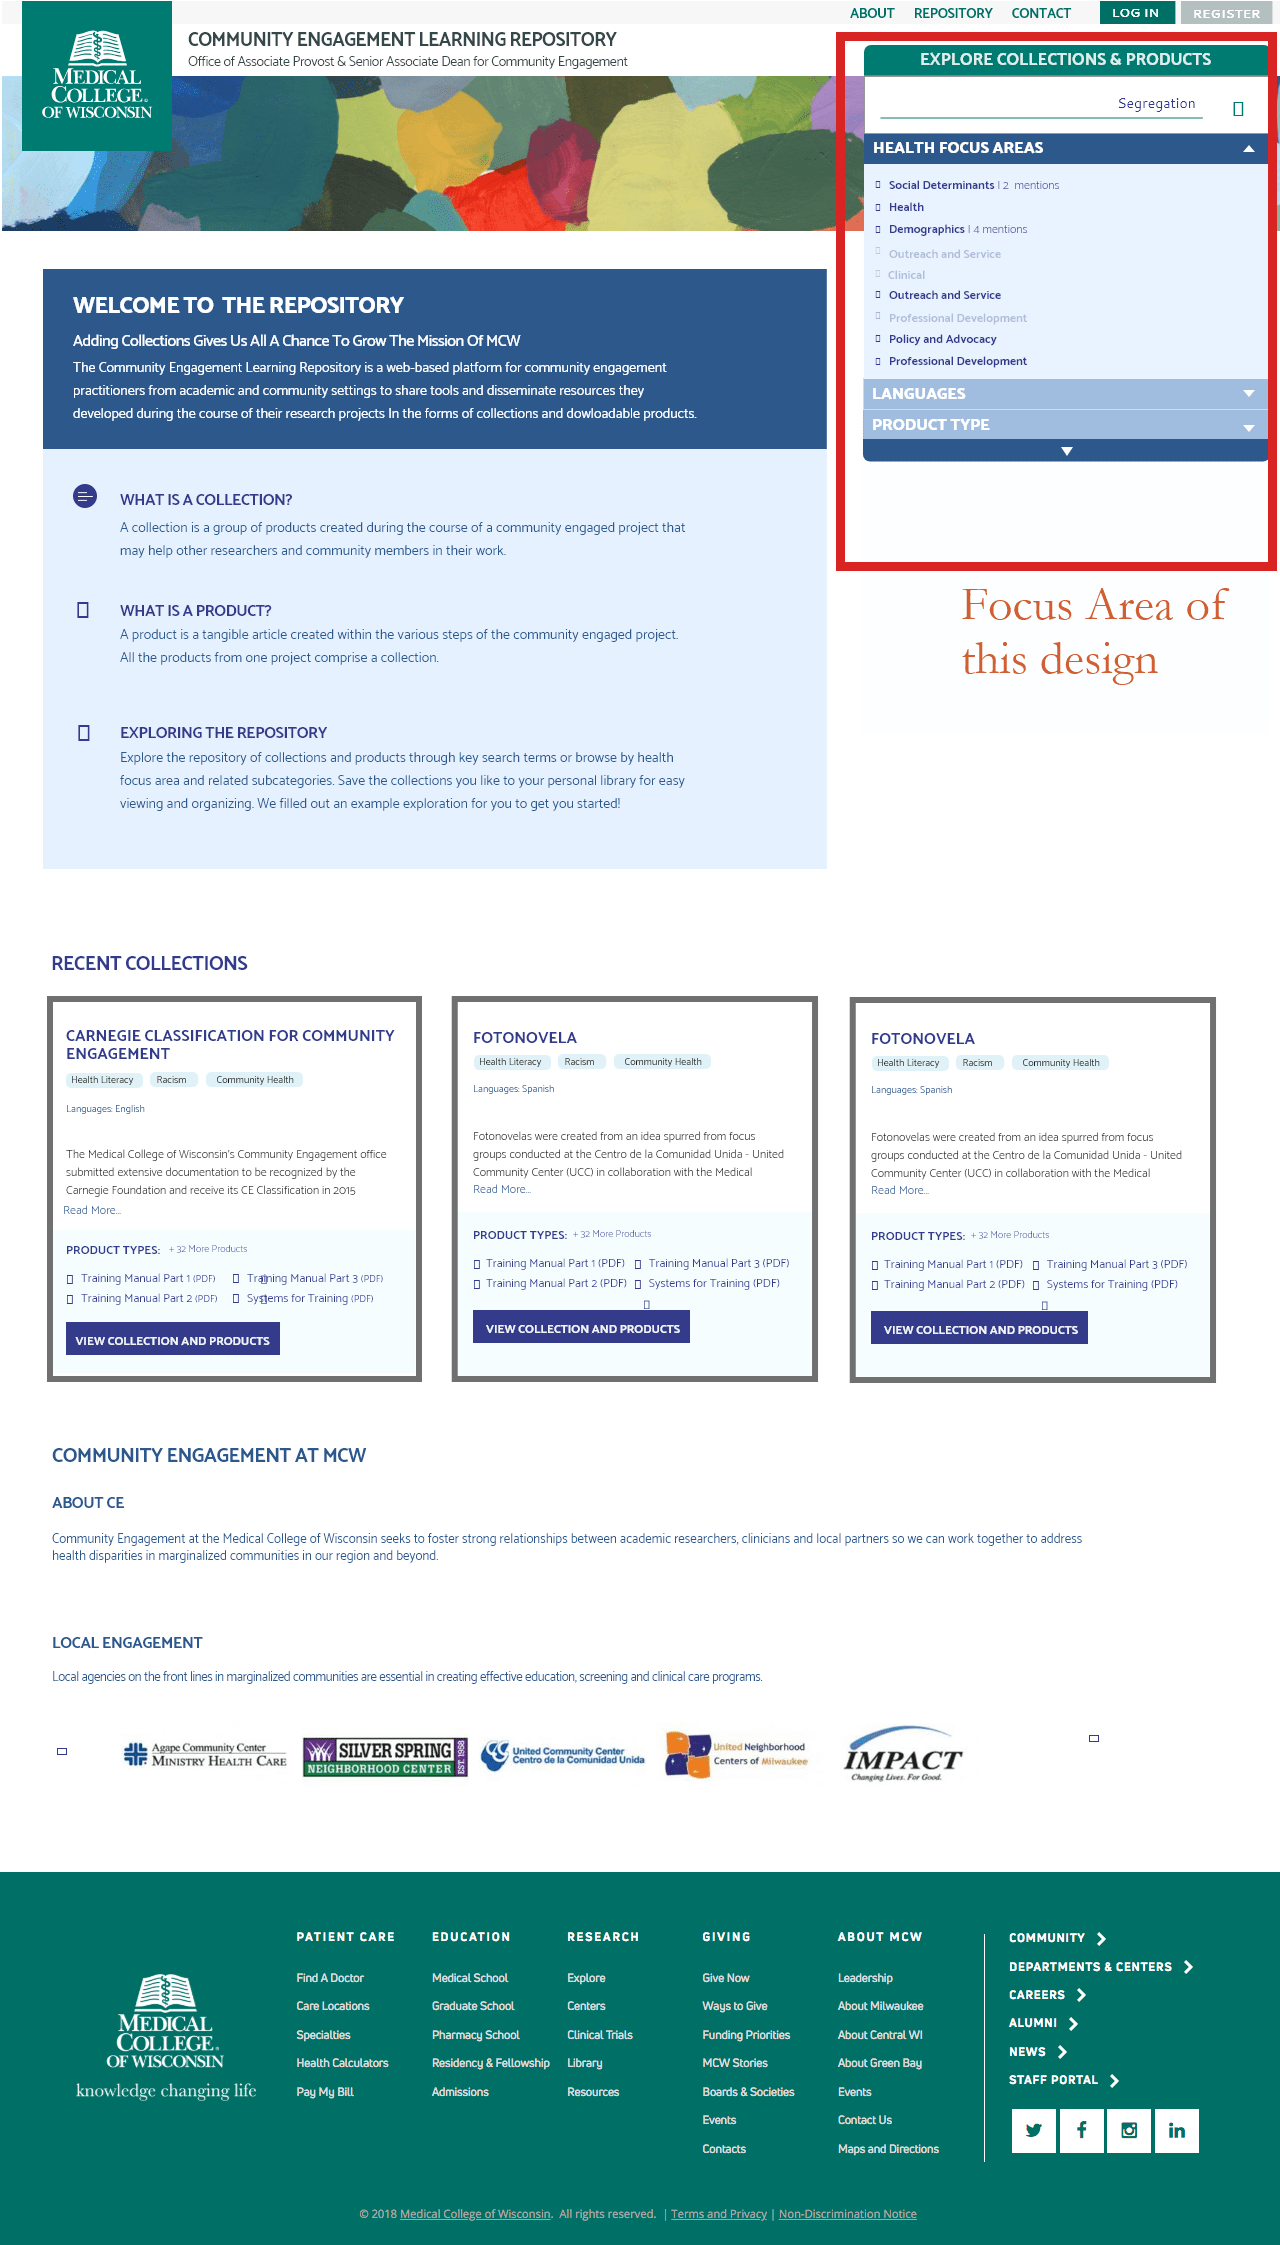 ABOUT REPOSITORY CONTACT LOG IN REGISTER
MEDICAL
COLLEGE
OF WISCONSIN
COMMUNITY ENGAGEMENT LEARNING REPOSITORY
Office of Associate Provost & Senior Associate Dean for Community Engagement
EXPLORE COLLECTIONS & PRODUCTS
Segregation
HEALTH FOCUS AREAS
Social Determinants | 2 mentions
Health
Demographics | 4 mentions
Outreach and Service
Clinical
Outreach and Service
Professional Development
Policy and Advocacy
Professional Development
LANGUAGES
PRODUCT TYPE
Focus Area of
this design
WELCOME TO THE REPOSITORY
Adding Collections Gives Us All A Chance To Grow The Mission Of MCW
The Community Engagement Learning Repository is a web-based platform for community engagement
practitioners from academic and community settings to share tools and disseminate resources they
developed during the course of their research projects In the forms of collections and dowloadable products.
WHAT IS A COLLECTION?
A collection is a group of products created during the course of a community engaged project that
may help other researchers and community members in their work.
WHAT IS A PRODUCT?
A product is a tangible article created within the various steps of the community engaged project.
All the products from one project comprise a collection.
EXPLORING THE REPOSITORY
Explore the repository of collections and products through key search terms or browse by health
focus area and related subcategories. Save the collections you like to your personal library for easy
viewing and organizing. We filled out an example exploration for you to get you started!
RECENT COLLECTIONS
CARNEGIE CLASSIFICATION FOR COMMUNITY
ENGAGEMENT
Health Literacy Racism Community Health
Languages: English
The Medical College of Wisconsin's Community Engagement office
submitted extensive documentation to be recognized by the
Carnegie Foundation and receive its CE Classification in 2015
Read More...
PRODUCT TYPES: + 32 More Products
Training Manual Part 1 (PDF) Training Manual Part 3 (PDF)
Training Manual Part 2 (PDF) Systems for Training (PDF)
VIEW COLLECTION AND PRODUCTS
FOTONOVELA
Health Literacy Racism Community Health
Languages: Spanish
Fotonovelas were created from an idea spurred from focus
groups conducted at the Centro de la Comunidad Unida - United
Community Center (UCC) in collaboration with the Medical
Read More...
PRODUCT TYPES: + 32 More Products
Training Manual Part 1 (PDF) Training Manual Part 3 (PDF)
Training Manual Part 2 (PDF) Systems for Training (PDF)
VIEW COLLECTION AND PRODUCTS
FOTONOVELA
Health Literacy Racism Community Health
Languages: Spanish
Fotonovelas were created from an idea spurred from focus
groups conducted at the Centro de la Comunidad Unida - United
Community Center (UCC) in collaboration with the Medical
Read More...
PRODUCT TYPES: + 32 More Products
Training Manual Part 1 (PDF) Training Manual Part 3 (PDF)
Training Manual Part 2 (PDF) Systems for Training (PDF)
VIEW COLLECTION AND PRODUCTS
COMMUNITY ENGAGEMENT AT MCW
ABOUT CE
Community Engagement at the Medical College of Wisconsin seeks to foster strong relationships between academic researchers, clinicians and local partners so we can work together to address
health disparities in marginalized communities in our region and beyond.
LOCAL ENGAGEMENT
Local agencies on the front lines in marginalized communities are essential in creating effective education, screening and clinical care programs.
Agape Community Center
MINISTRY HEALTH CARE
SILVER SPRING
NEIGHBORHOOD CENTER
EST. 1958
United Community Center
Centro de la Comunidad Unida
United Neighborhood
Centers of Milwaukee
IMPACT
Changing Lives. For Good.
MEDICAL
COLLEGE
OF WISCONSIN
knowledge changing life
PATIENT CARE
Find A Doctor
Care Locations
Specialties
Health Calculators
Pay My Bill
EDUCATION
Medical School
Graduate School
Pharmacy School
Residency & Fellowship
Admissions
RESEARCH
Explore
Centers
Clinical Trials
Library
Resources
GIVING
Give Now
Ways to Give
Funding Priorities
MCW Stories
Boards & Societies
Events
Contacts
ABOUT MCW
Leadership
About Milwaukee
About Central WI
About Green Bay
Events
Contact Us
Maps and Directions
COMMUNITY
DEPARTMENTS & CENTERS
CAREERS
ALUMNI
NEWS
STAFF PORTAL
© 2018 Medical College of Wisconsin. All rights reserved. | Terms and Privacy | Non-Discrimination Notice